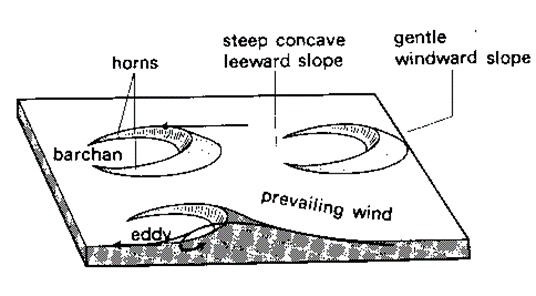 steep concave
leeward slope
gentle
windward slope
horns
barchan
prevailing wind
eddy